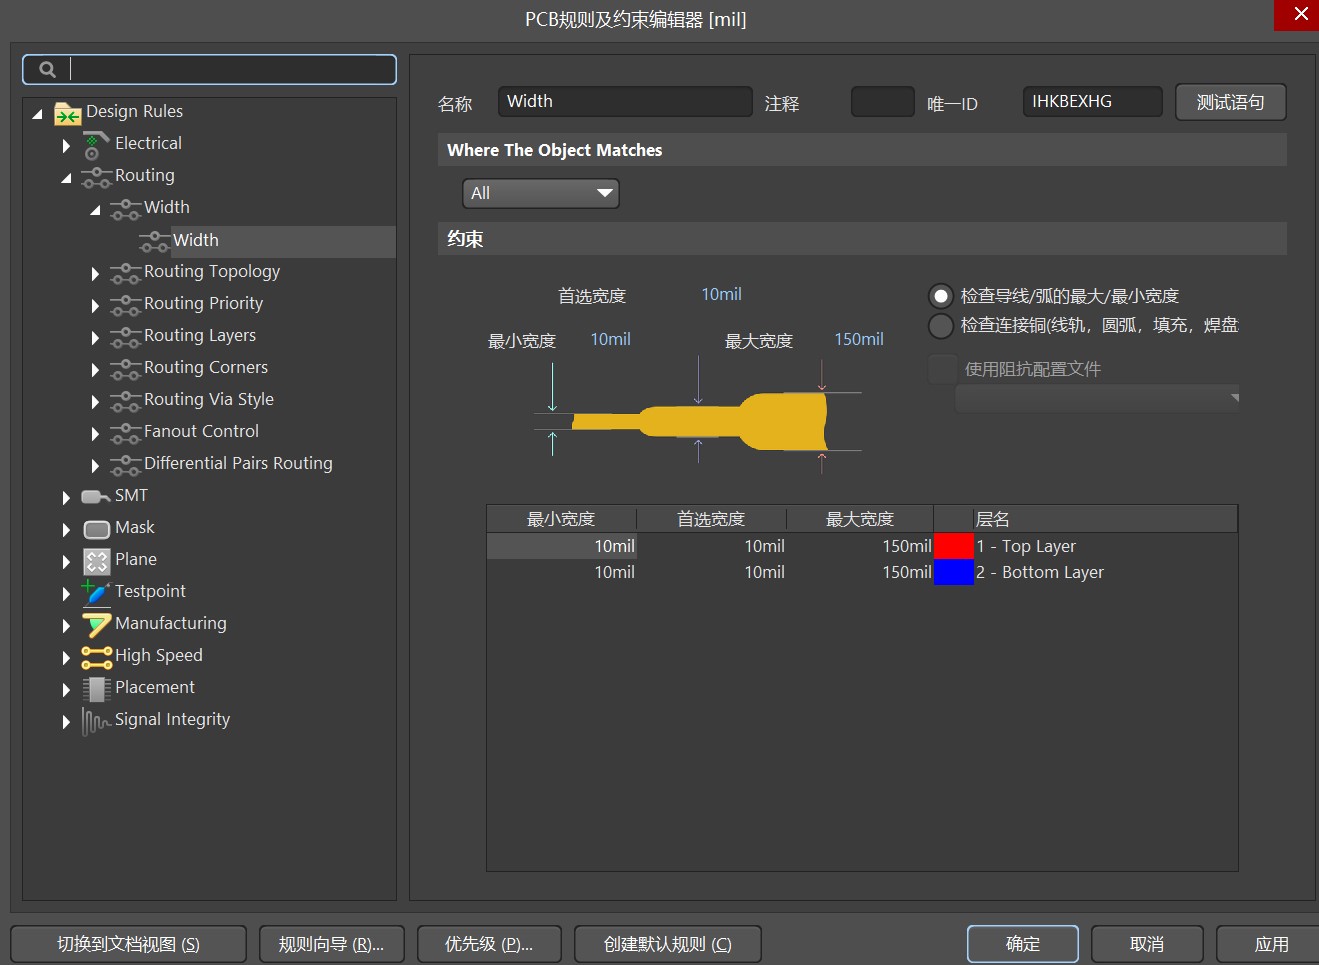 PCB规则及约束编辑器 [mil]
Design Rules
Electrical
Routing
Width
Width
Routing Topology
Routing Priority
Routing Layers
Routing Corners
Routing Via Style
Fanout Control
Differential Pairs Routing
SMT
Mask
Plane
Testpoint
Manufacturing
High Speed
Placement
Signal Integrity
名称 Width 注释 唯一ID IHKBEXHG 测试语句
Where The Object Matches
All
约束
首选宽度 10mil
最小宽度 10mil 最大宽度 150mil
检查导线/弧的最大/最小宽度
检查连接铜(线轨，圆弧，填充，焊盘
使用阻抗配置文件
最小宽度 首选宽度 最大宽度 层名
10mil 10mil 150mil 1 - Top Layer
10mil 10mil 150mil 2 - Bottom Layer
切换到文档视图 (S) 规则向导 (R)... 优先级 (P)... 创建默认规则 (C) 确定 取消 应用